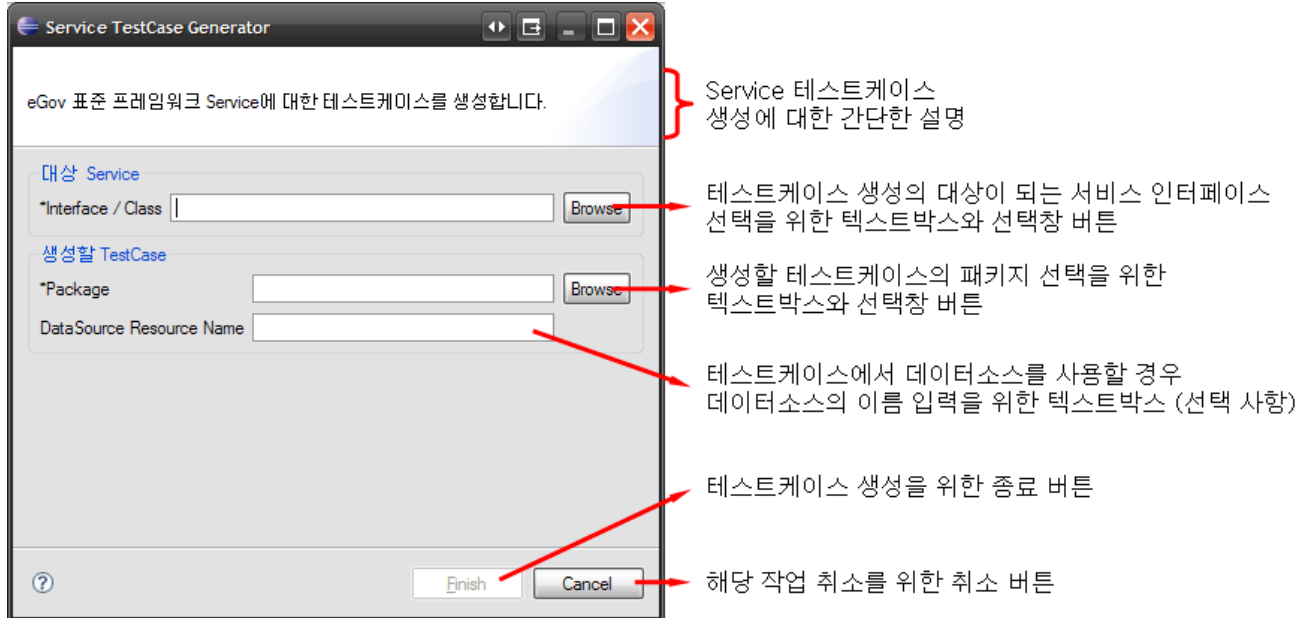 Service TestCase Generator
eGov 표준 프레임워크 Service에 대한 테스트케이스를 생성합니다.
Service 테스트케이스
생성에 대한 간단한 설명
대상 Service
*Interface / Class
Browse
테스트케이스 생성의 대상이 되는 서비스 인터페이스
선택을 위한 텍스트박스와 선택창 버튼
생성할 TestCase
*Package
Browse
생성할 테스트케이스의 패키지 선택을 위한
텍스트박스와 선택창 버튼
DataSource Resource Name
테스트케이스에서 데이터소스를 사용할 경우
데이터소스의 이름 입력을 위한 텍스트박스 (선택 사항)
테스트케이스 생성을 위한 종료 버튼
?
Finish
Cancel
해당 작업 취소를 위한 취소 버튼